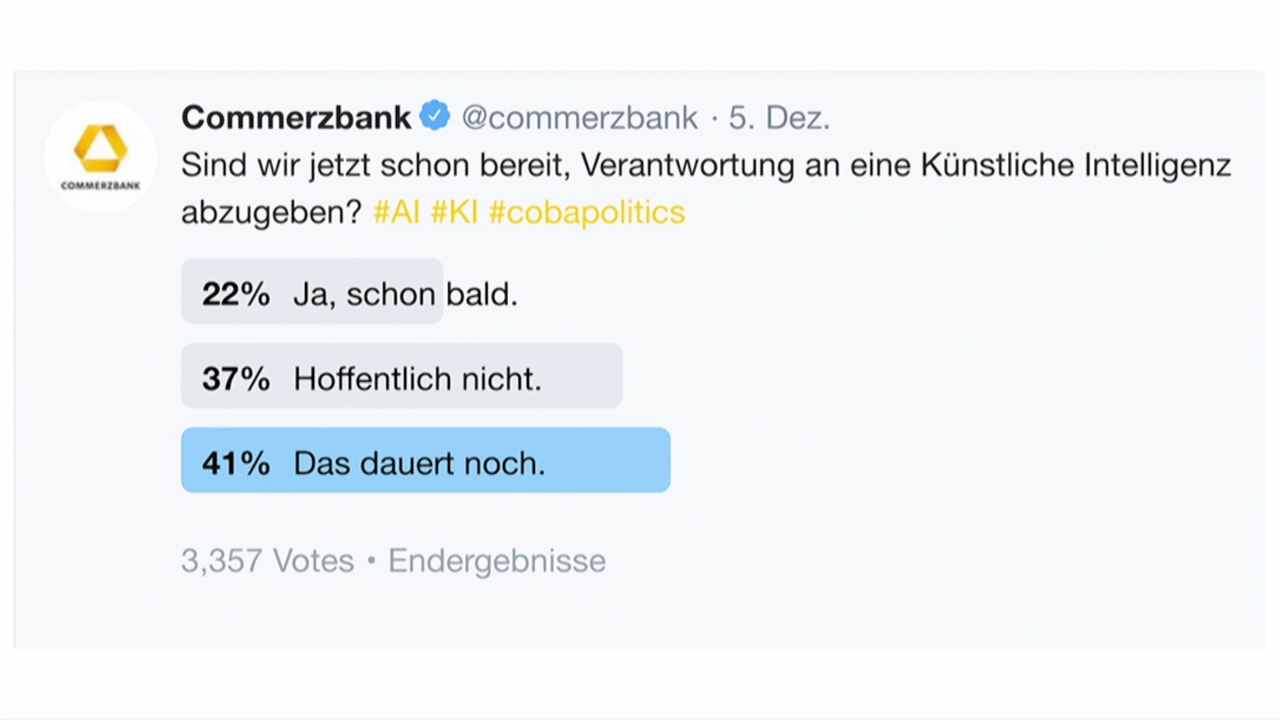 Commerzbank @commerzbank · 5. Dez.
COMMERZBANK
Sind wir jetzt schon bereit, Verantwortung an eine Künstliche Intelligenz
abzugeben? #AI #KI #cobapolitics
22% Ja, schon bald.
37% Hoffentlich nicht.
41% Das dauert noch.
3,357 Votes • Endergebnisse